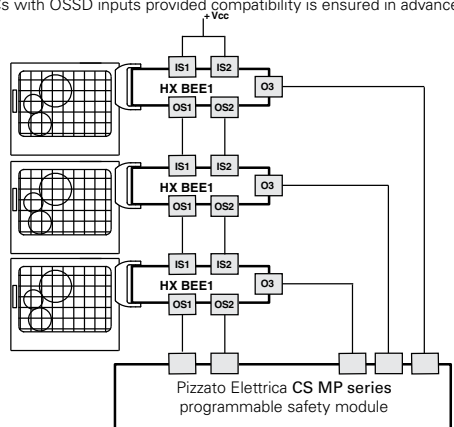 Cs with OSSD inputs provided compatibility is ensured in advance
+ Vcc
IS1 IS2
HX BEE1 O3
OS1 OS2
IS1 IS2
HX BEE1 O3
OS1 OS2
IS1 IS2
HX BEE1 O3
OS1 OS2
Pizzato Elettrica CS MP series
programmable safety module